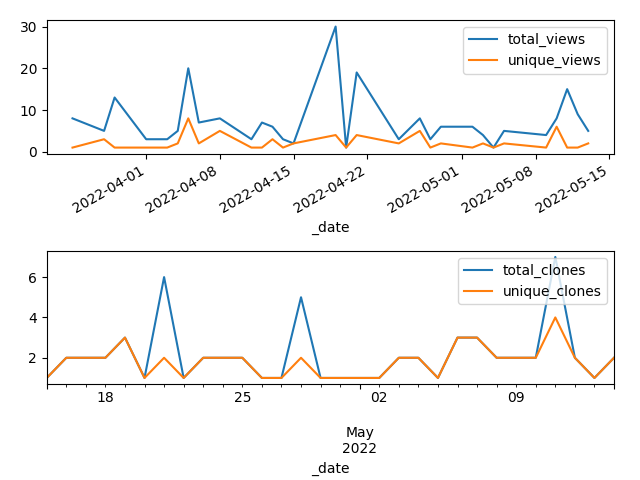 30
20
10
0
total_views
unique_views
2022-04-01
2022-04-08
2022-04-15
2022-04-22
2022-05-01
2022-05-08
2022-05-15
_date
6
4
2
total_clones
unique_clones
18
25
02
09
May
2022
_date